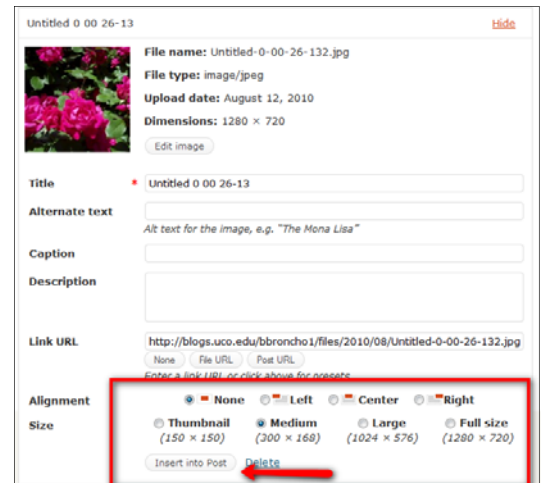 Untitled 0 00 26-13 Hide
File name: Untitled-0-00-26-132.jpg
File type: image/jpeg
Upload date: August 12, 2010
Dimensions: 1280 × 720
Edit image
Title * Untitled 0 00 26-13
Alternate text
Alt text for the image, e.g. "The Mona Lisa"
Caption
Description
Link URL http://blogs.uco.edu/bbroncho1/files/2010/08/Untitled-0-00-26-132.jpg
None File URL Post URL
Enter a link URL or click above for presets
Alignment None Left Center Right
Size Thumbnail Medium Large Full size
(150 × 150) (300 × 168) (1024 × 576) (1280 × 720)
Insert into Post Delete